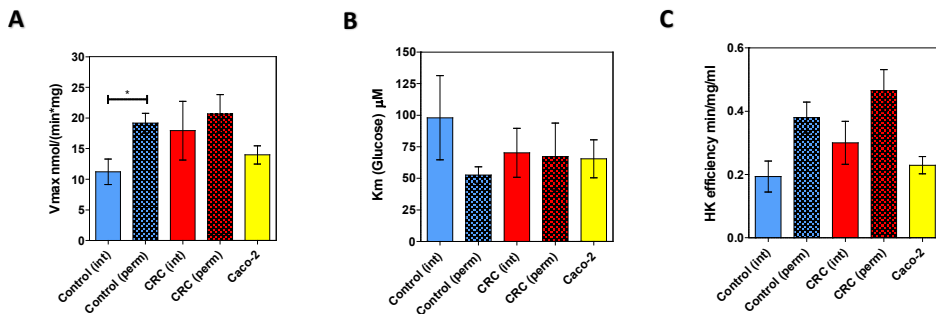 A
B
C
Vmax nmol/(min*mg)
30
25
20
15
10
5
0
*
Control (int)
Control (perm)
CRC (int)
CRC (perm)
Caco-2
Km (Glucose) μM
150
125
100
75
50
25
0
Control (int)
Control (perm)
CRC (int)
CRC (perm)
Caco-2
HK efficiency min/mg/ml
0.6
0.4
0.2
0.0
Control (int)
Control (perm)
CRC (int)
CRC (perm)
Caco-2